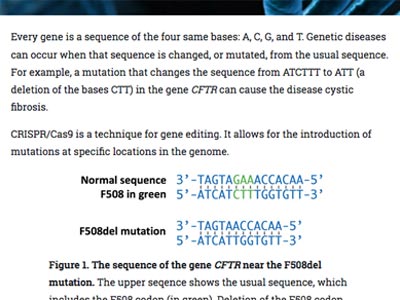 Every gene is a sequence of the four same bases: A, C, G, and T. Genetic diseases
can occur when that sequence is changed, or mutated, from the usual sequence.
For example, a mutation that changes the sequence from ATCTTT to ATT (a
deletion of the bases CTT) in the gene CFTR can cause the disease cystic
fibrosis.
CRISPR/Cas9 is a technique for gene editing. It allows for the introduction of
mutations at specific locations in the genome.
Normal sequence 3’-TAGTAGAAACCACAA-5’
F508 in green 5’-ATCATCTTTGGTGTT-3’
F508del mutation 3’-TAGTAACCACAA-5’
5’-ATCATTGGTGTT-3’
Figure 1. The sequence of the gene CFTR near the F508del
mutation. The upper seqence shows the usual sequence, which
includes the F508 codon (in green). Deletion of the F508 codon